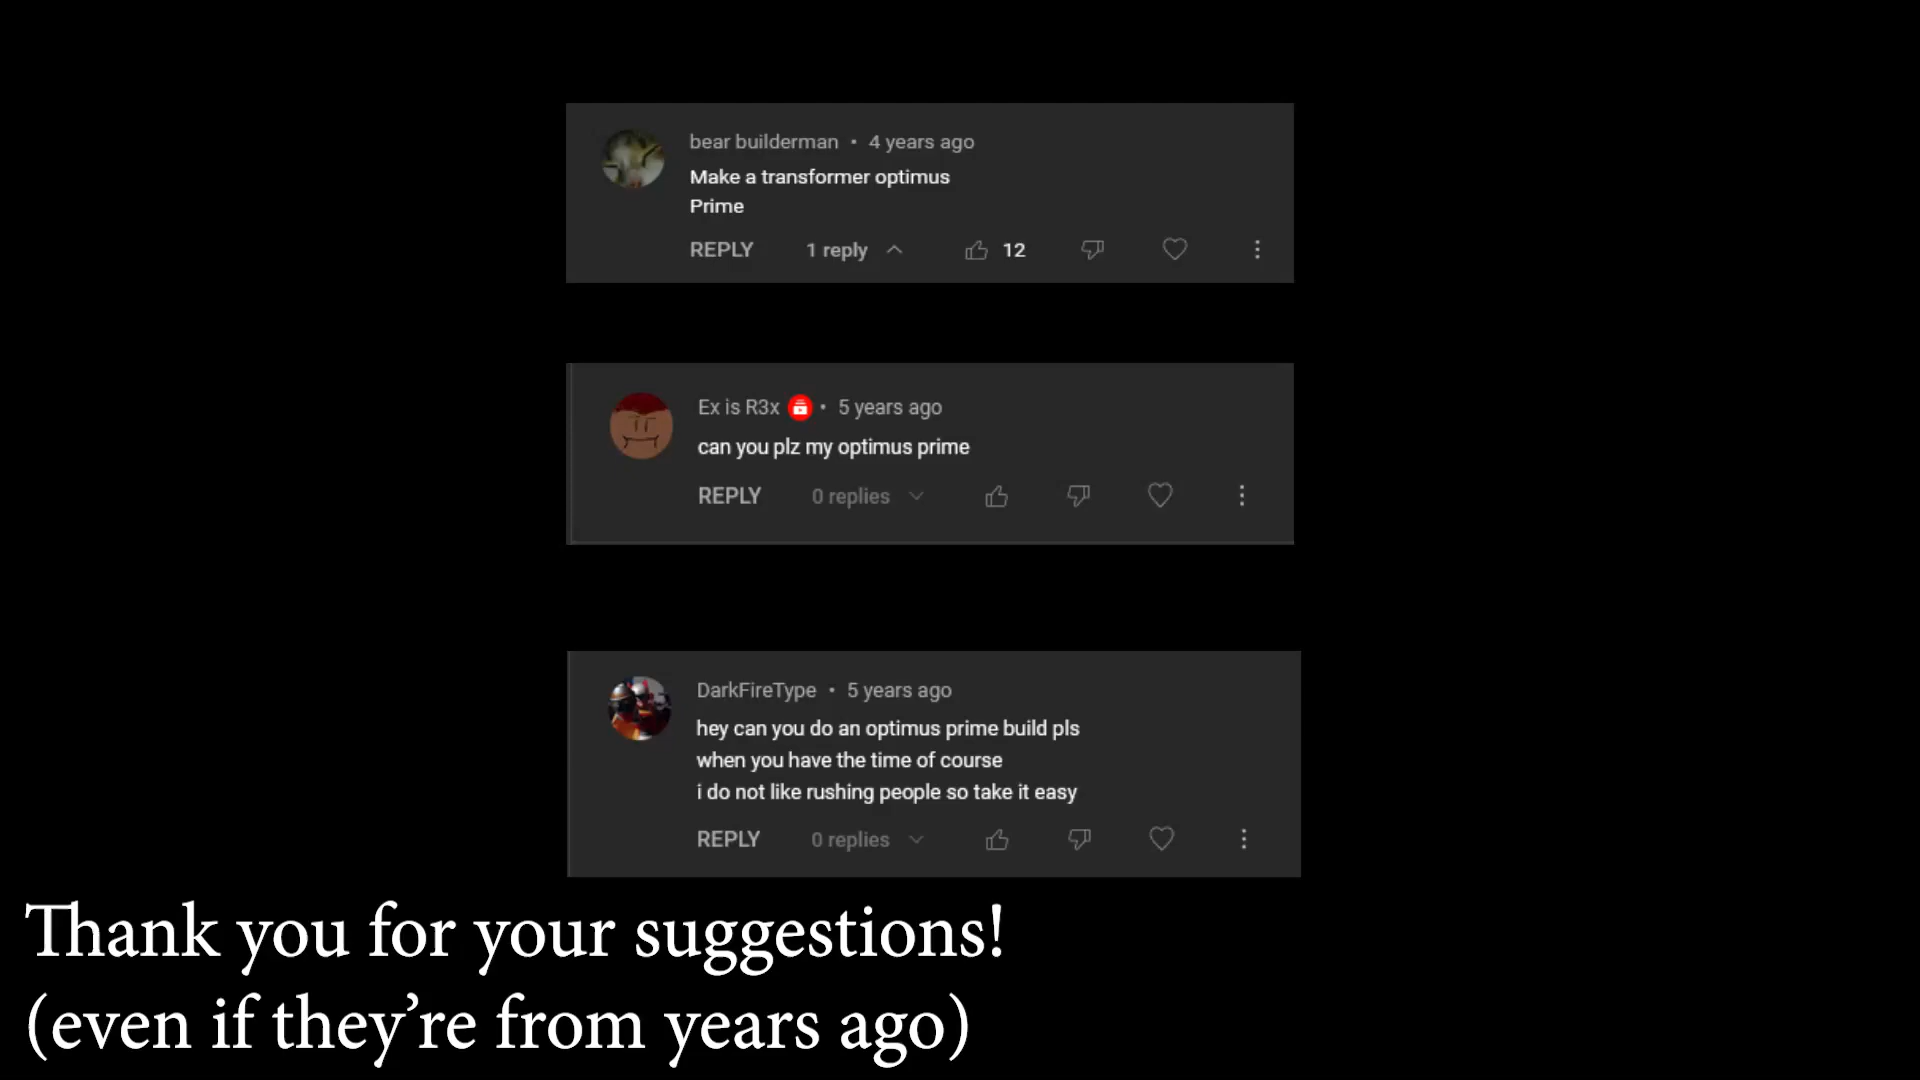 bear builderman • 4 years ago
Make a transformer optimus
Prime
REPLY 1 reply 12
Ex is R3x • 5 years ago
can you plz my optimus prime
REPLY 0 replies
DarkFireType • 5 years ago
hey can you do an optimus prime build pls
when you have the time of course
i do not like rushing people so take it easy
REPLY 0 replies
Thank you for your suggestions!
(even if they’re from years ago)